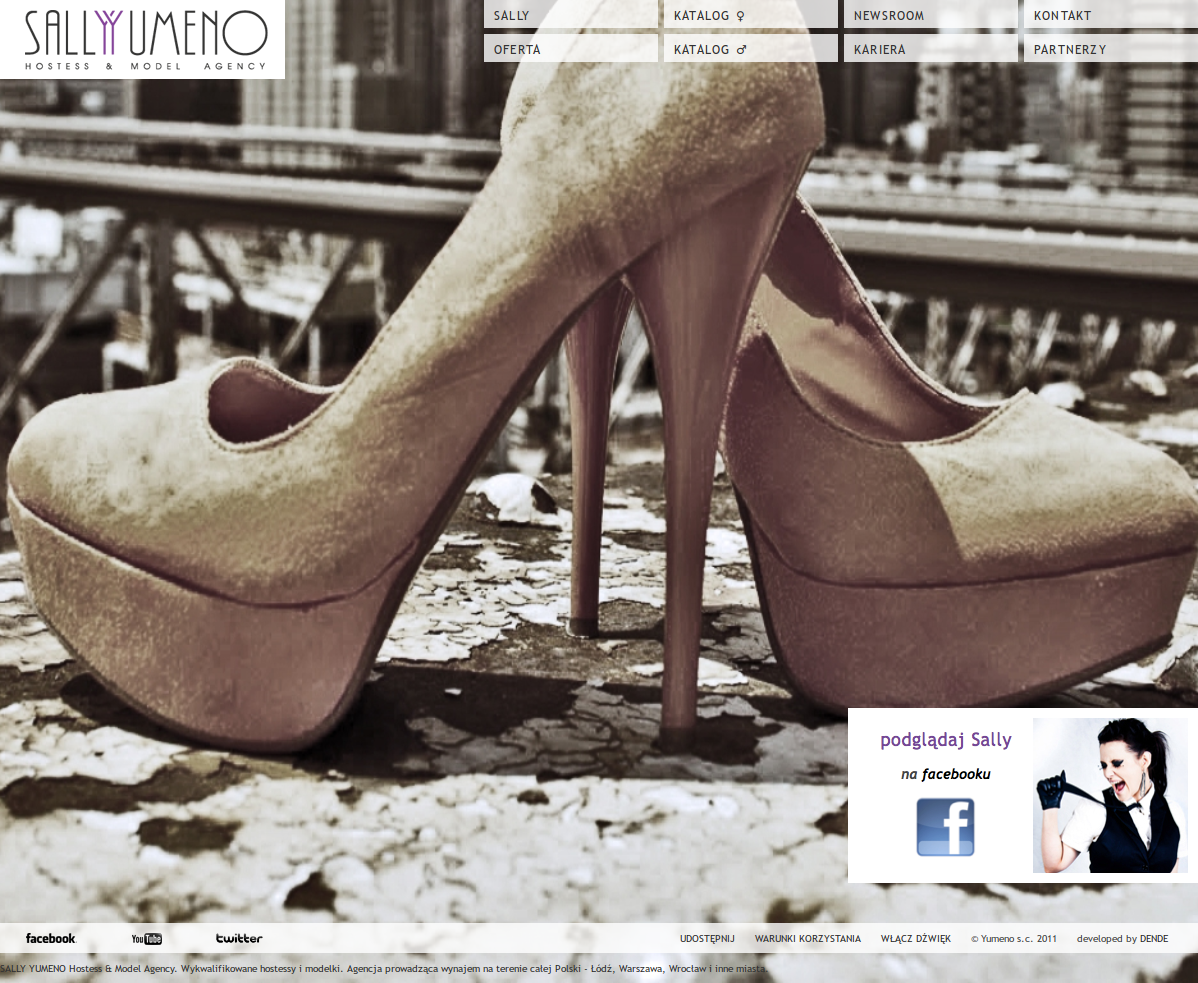 SALLYYUMENO
HOSTESS & MODEL AGENCY
SALLY
KATALOG ♀
NEWSROOM
KONTAKT
OFERTA
KATALOG ♂
KARIERA
PARTNERZY
podglądaj Sally
na facebooku
f
facebook
YouTube
twitter
UDOSTĘPNIJ
WARUNKI KORZYSTANIA
WŁĄCZ DŹWIĘK
© Yumeno s.c. 2011
developed by DENDE
SALLY YUMENO Hostess & Model Agency. Wykwalifikowane hostessy i modelki. Agencja prowadząca wynajem na terenie całej Polski - Łódź, Warszawa, Wrocław i inne miasta.